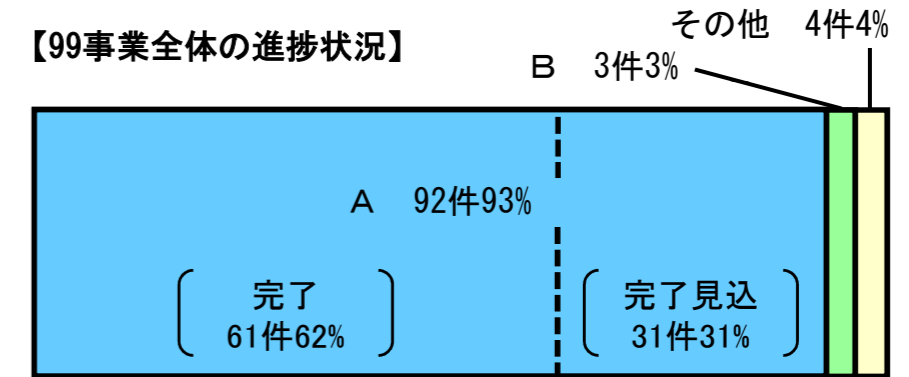 【99事業全体の進捗状況】
その他　4件4%
Ｂ　3件3%
Ａ　92件93%
完了
61件62%
完了見込
31件31%